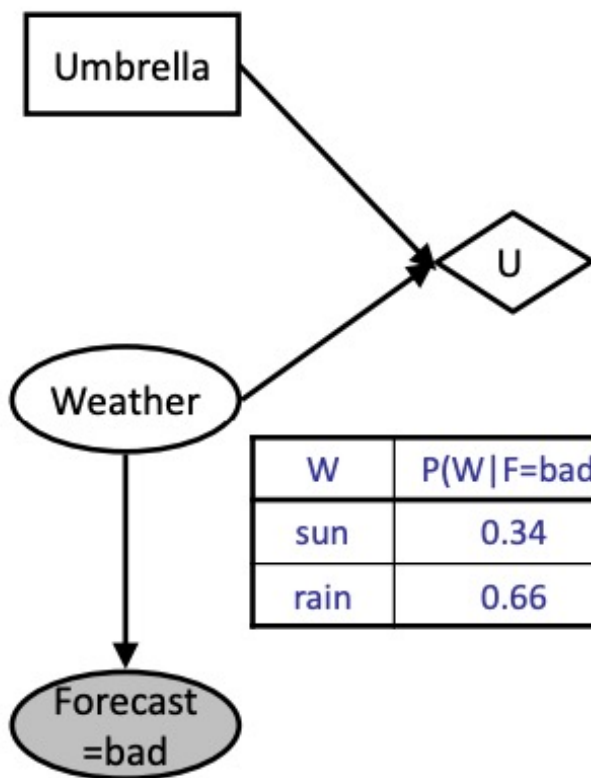 Umbrella
U
Weather
W P(W|F=bad
sun 0.34
rain 0.66
Forecast
=bad